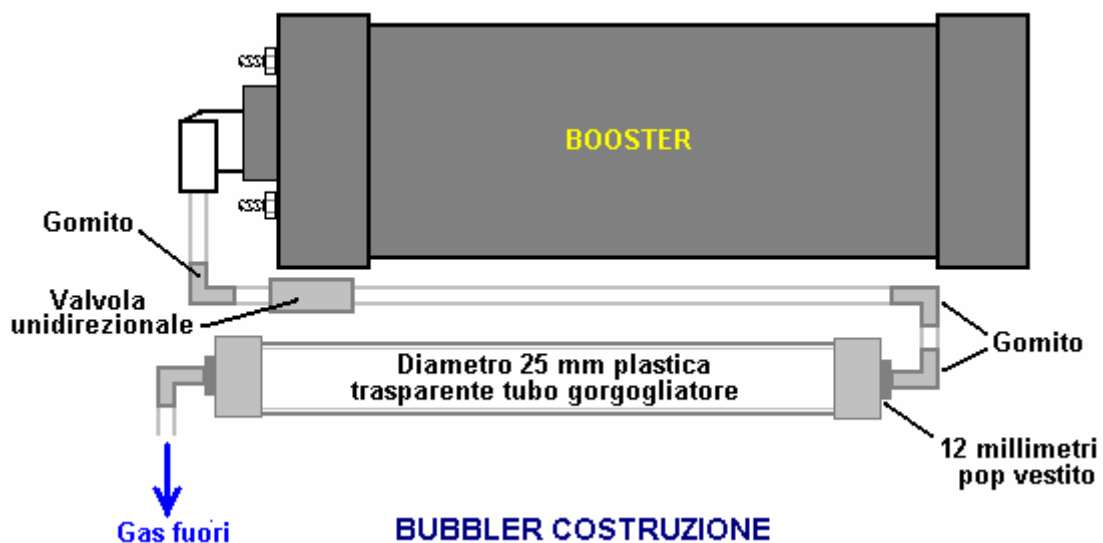 BOOSTER
Gomito
Valvola
unidirezionale
Gomito
Diametro 25 mm plastica
trasparente tubo gorgogliatore
12 millimetri
pop vestito
Gas fuori
BUBBLER COSTRUZIONE